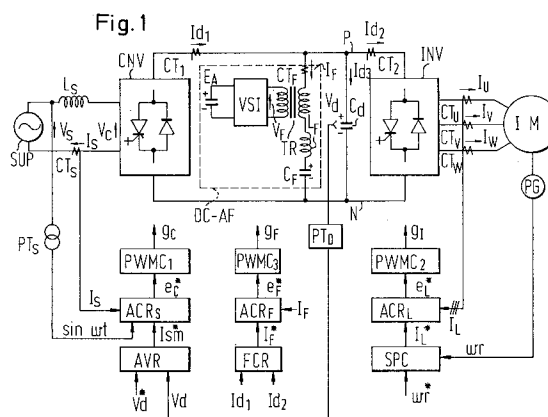 Fig.1
CNV
Id1
P
Id2
INV
CT1
EA
VSI
CTF
IF
Id3
CT2
LS
VF
TR
LF
Vd
Cd
IU
SUP
VS
IS
VC
CTU
IV
IM
CTV
IW
CTS
CF
CTW
DC-AF
N
PG
PTS
PTD
gC
gF
gI
PWMC1
PWMC3
PWMC2
eC*
eF*
eL*
IS
ACRS
ACRF
IF
ACRL
IL
sin ωt
Ism*
IF*
IL*
AVR
FCR
SPC
ωr
Vd*
Vd
Id1
Id2
ωr*